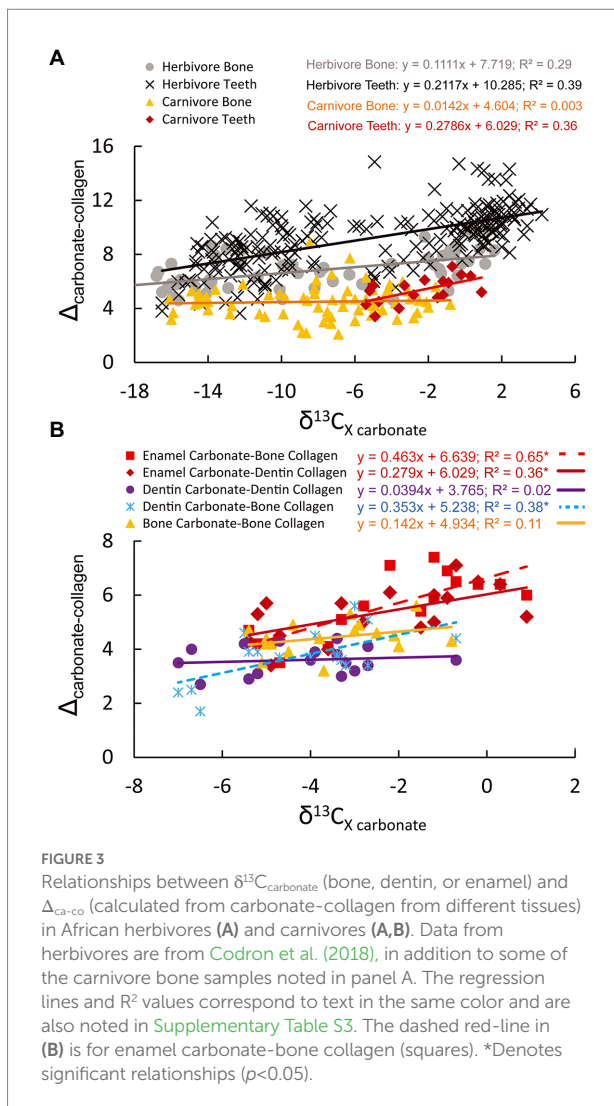 A
Herbivore Bone
Herbivore Teeth
Carnivore Bone
Carnivore Teeth
Herbivore Bone: y = 0.1111x + 7.719; R² = 0.29
Herbivore Teeth: y = 0.2117x + 10.285; R² = 0.39
Carnivore Bone: y = 0.0142x + 4.604; R² = 0.003
Carnivore Teeth: y = 0.2786x + 6.029; R² = 0.36
16
12
8
4
0
Δcarbonate-collagen
-18 -14 -10 -6 -2 2 6
δ¹³CX carbonate
B
Enamel Carbonate-Bone Collagen y = 0.463x + 6.639; R² = 0.65*
Enamel Carbonate-Dentin Collagen y = 0.279x + 6.029; R² = 0.36*
Dentin Carbonate-Dentin Collagen y = 0.0394x + 3.765; R² = 0.02
Dentin Carbonate-Bone Collagen y = 0.353x + 5.238; R² = 0.38*
Bone Carbonate-Bone Collagen y = 0.142x + 4.934; R² = 0.11
8
6
4
2
0
Δcarbonate-collagen
-8 -6 -4 -2 0 2
δ¹³CX carbonate
FIGURE 3
Relationships between δ¹³Ccarbonate (bone, dentin, or enamel) and
Δca-co (calculated from carbonate-collagen from different tissues)
in African herbivores (A) and carnivores (A,B). Data from
herbivores are from Codron et al. (2018), in addition to some of
the carnivore bone samples noted in panel A. The regression
lines and R² values correspond to text in the same color and are
also noted in Supplementary Table S3. The dashed red-line in
(B) is for enamel carbonate-bone collagen (squares). *Denotes
significant relationships (p<0.05).